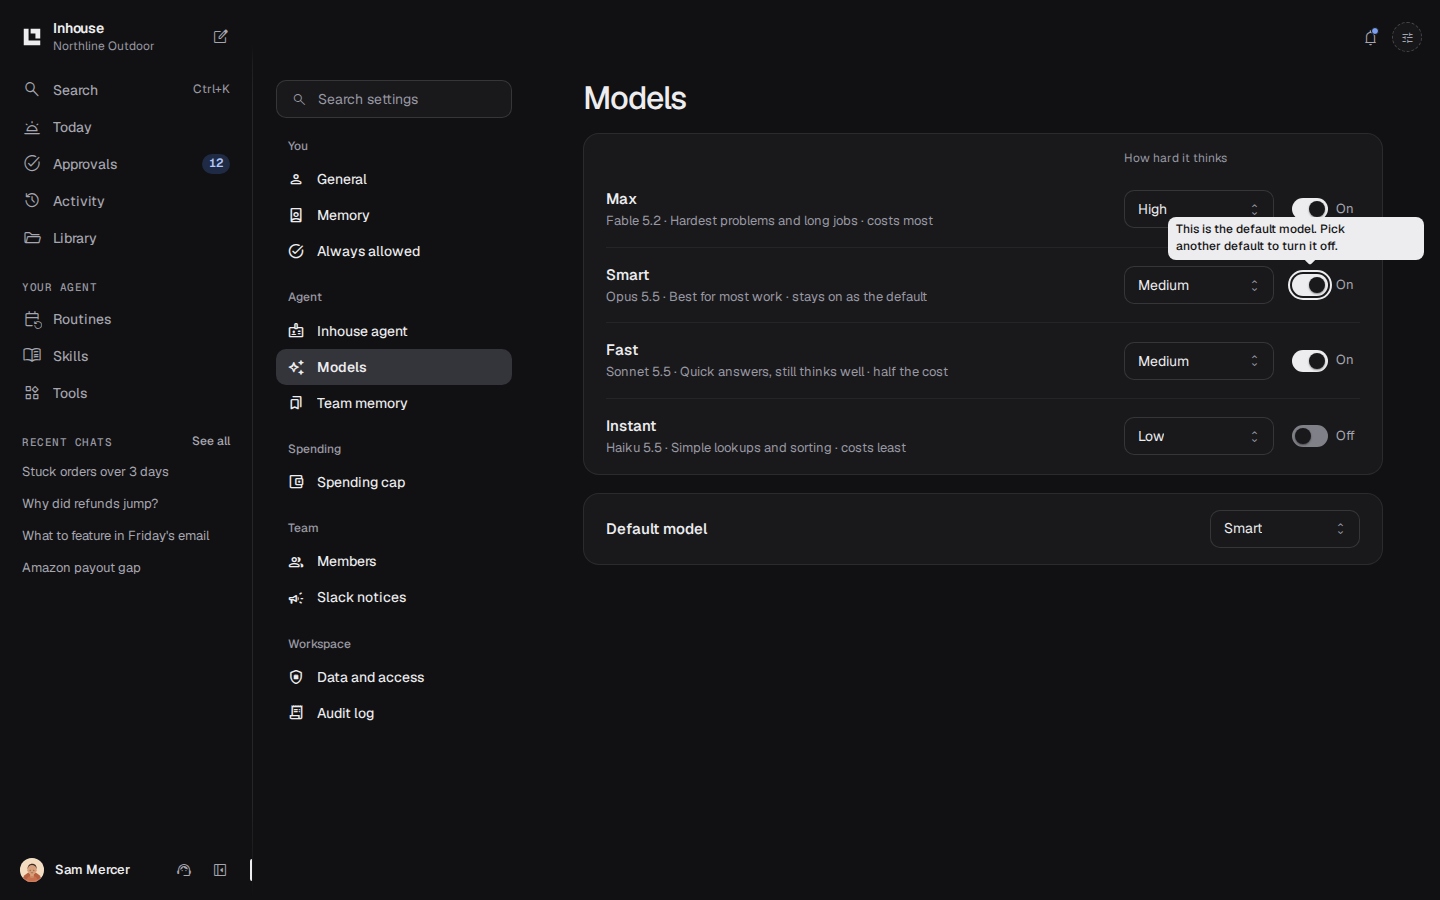 Inhouse
Northline Outdoor
Search Ctrl+K
Today
Approvals 12
Activity
Library
YOUR AGENT
Routines
Skills
Tools
RECENT CHATS See all
Stuck orders over 3 days
Why did refunds jump?
What to feature in Friday's email
Amazon payout gap
Sam Mercer
Search settings
You
General
Memory
Always allowed
Agent
Inhouse agent
Models
Team memory
Spending
Spending cap
Team
Members
Slack notices
Workspace
Data and access
Audit log
Models
How hard it thinks
Max
Fable 5.2 · Hardest problems and long jobs · costs most
High On
This is the default model. Pick
another default to turn it off.
Smart
Opus 5.5 · Best for most work · stays on as the default
Medium On
Fast
Sonnet 5.5 · Quick answers, still thinks well · half the cost
Medium On
Instant
Haiku 5.5 · Simple lookups and sorting · costs least
Low Off
Default model Smart